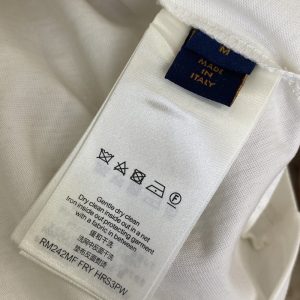 M
MADE
IN
ITALY
Gentle dry clean
Dry clean inside out in a net
Iron inside out protecting garment
with a fabric in between
RM242MF FRY HRS3PW